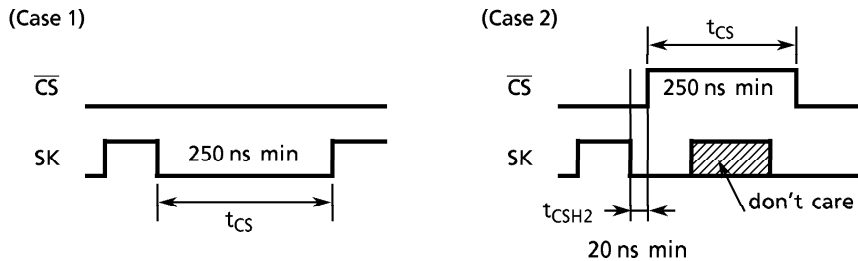 (Case 1)
CS
SK
250 ns min
tCS
(Case 2)
tCS
CS
250 ns min
SK
don't care
tCSH2
20 ns min